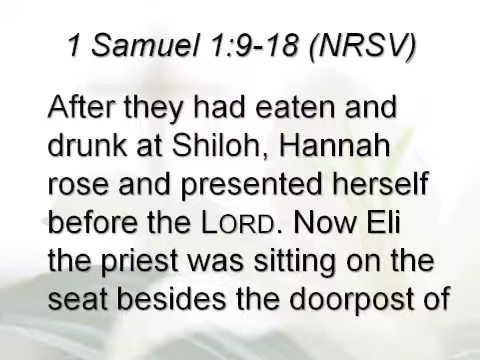 1 Samuel 1:9-18 (NRSV)
After they had eaten and
drunk at Shiloh, Hannah
rose and presented herself
before the LORD. Now Eli
the priest was sitting on the
seat besides the doorpost of